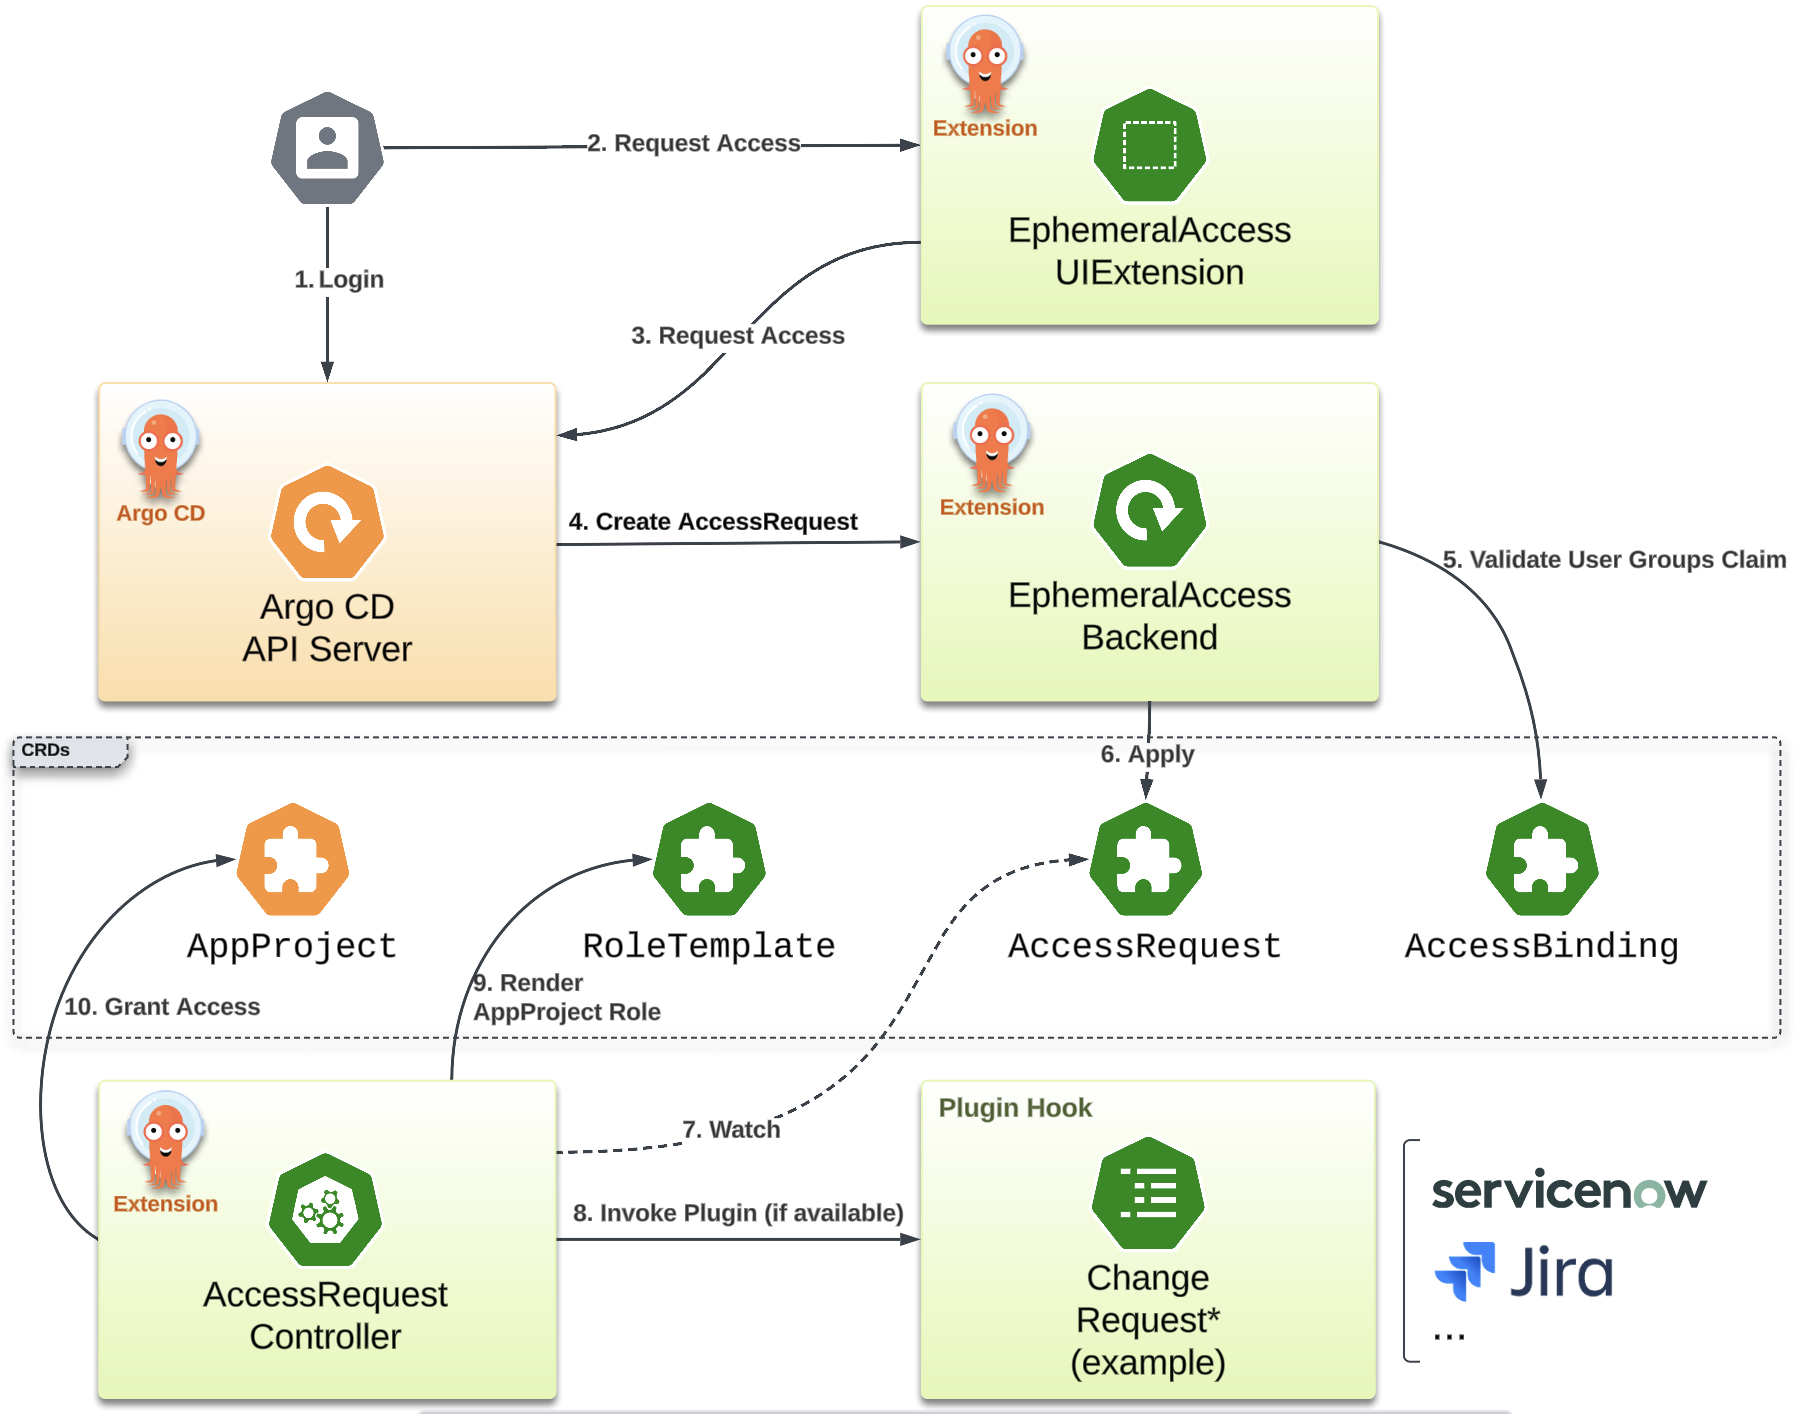 Extension
2. Request Access
EphemeralAccess
UIExtension
1. Login
3. Request Access
Argo CD
Argo CD
API Server
4. Create AccessRequest
Extension
EphemeralAccess
Backend
5. Validate User Groups Claim
CRDs
6. Apply
AppProject
RoleTemplate
AccessRequest
AccessBinding
10. Grant Access
9. Render
AppProject Role
7. Watch
Extension
AccessRequest
Controller
8. Invoke Plugin (if available)
Plugin Hook
Change
Request*
(example)
servicenow
Jira
...